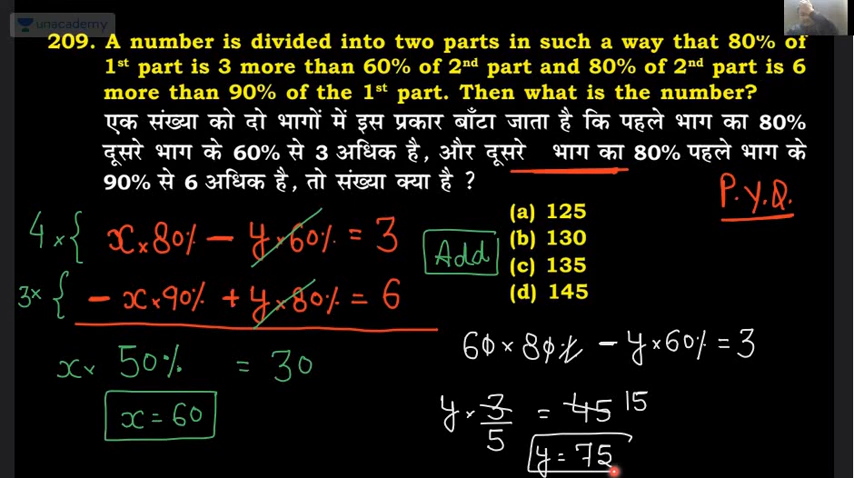 unacademy
209. A number is divided into two parts in such a way that 80% of
1st part is 3 more than 60% of 2nd part and 80% of 2nd part is 6
more than 90% of the 1st part. Then what is the number?
एक संख्या को दो भागों में इस प्रकार बाँटा जाता है कि पहले भाग का 80%
दूसरे भाग के 60% से 3 अधिक है, और दूसरे भाग का 80% पहले भाग के
90% से 6 अधिक है, तो संख्या क्या है ?
P.Y.Q.
(a) 125
(b) 130
(c) 135
(d) 145
4 × { x × 80% − y × 60% = 3
Add
3× { − x × 90% + y × 80% = 6
x × 50% = 30
x = 60
60 × 80% − y × 60% = 3
y × 3/5 = 45 15
y = 75